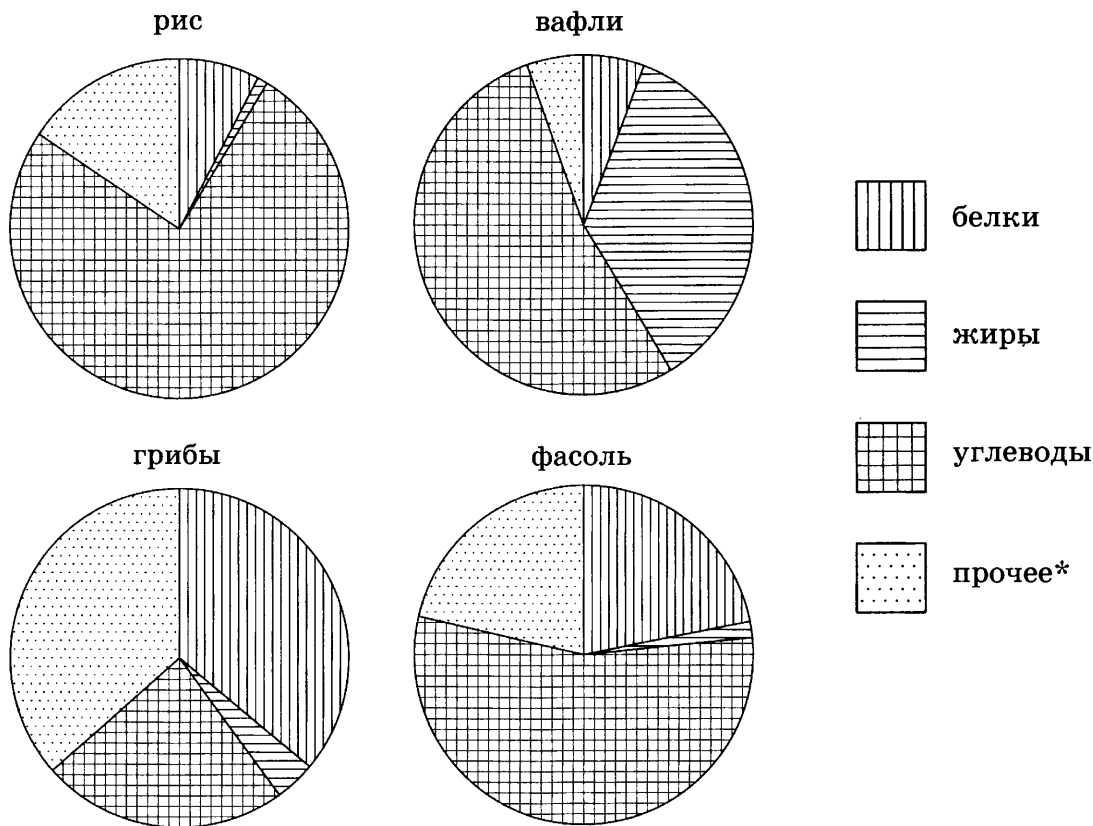 рис
вафли
белки
жиры
углеводы
прочее*
грибы
фасоль